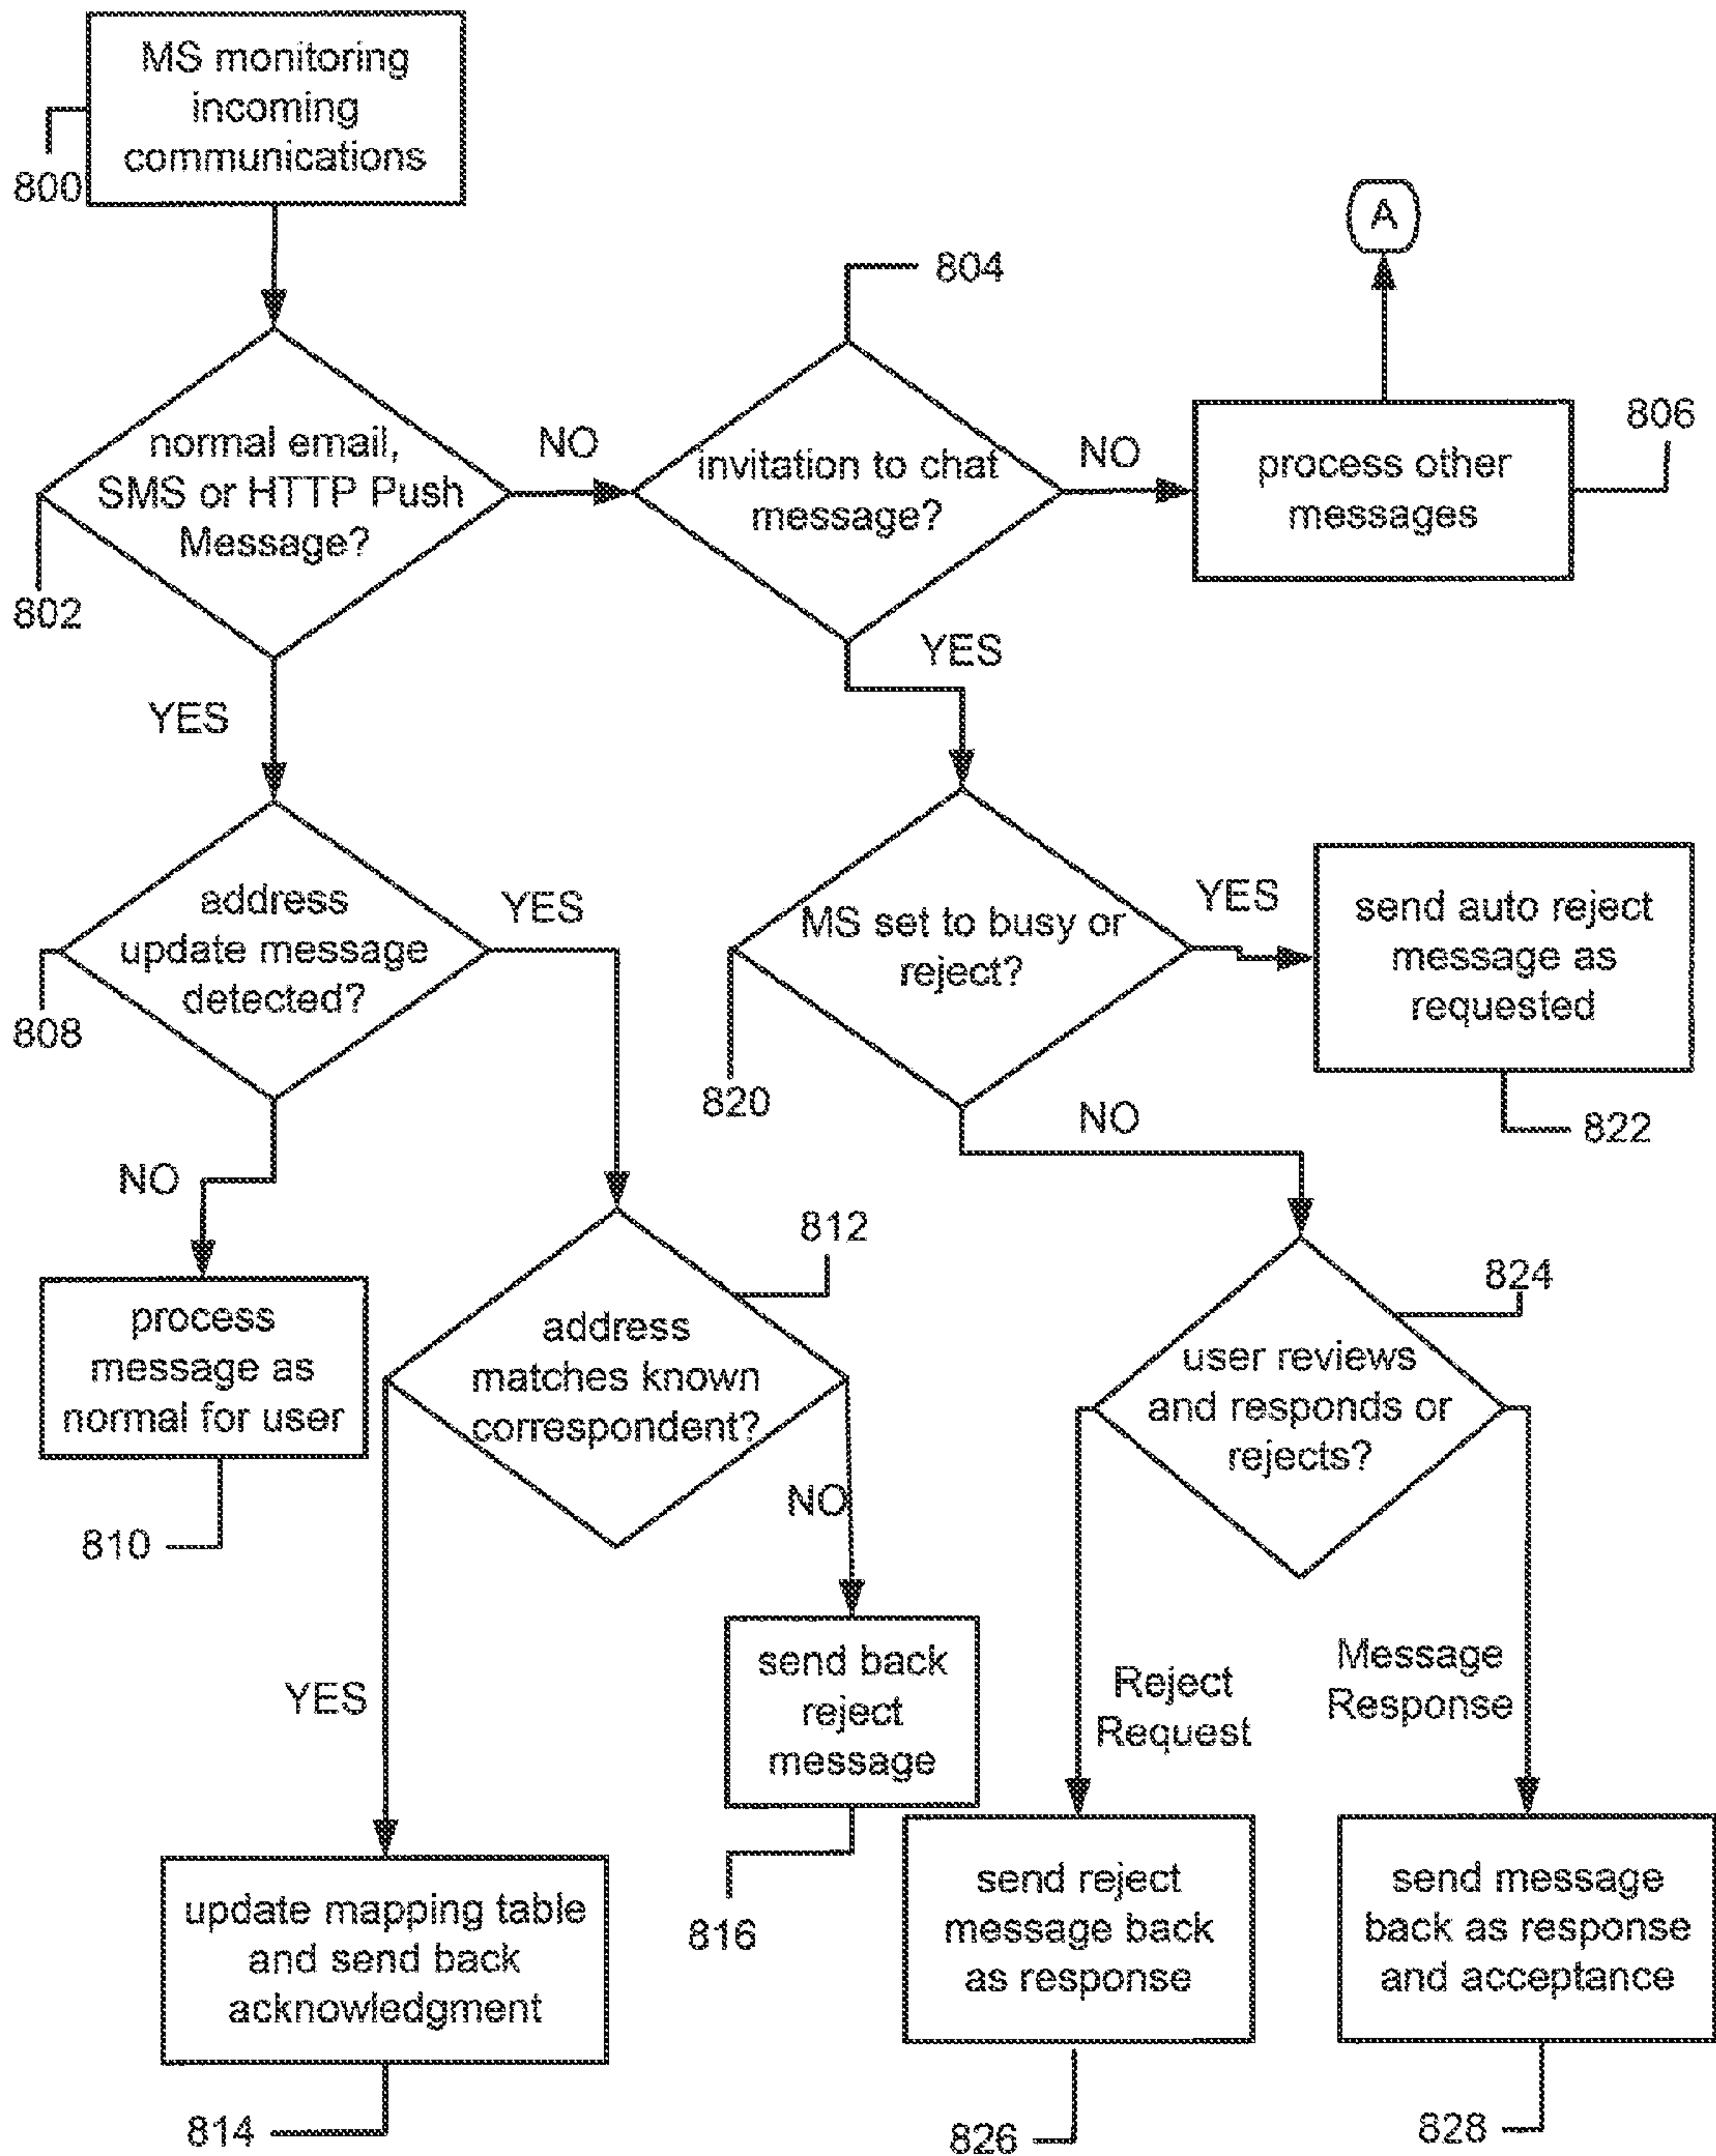 MS monitoring
incoming
communications
800
A
804
normal email,
SMS or HTTP Push
Message?
802
NO
invitation to chat
message?
NO
process other
messages
806
YES
YES
address
update message
detected?
808
YES
MS set to busy or
reject?
820
YES
send auto reject
message as
requested
822
NO
NO
process
message as
normal for user
810
812
address
matches known
correspondent?
824
user reviews
and responds or
rejects?
NO
YES
send back
reject
message
816
Reject
Request
Message
Response
update mapping table
and send back
acknowledgment
814
send reject
message back
as response
826
send message
back as response
and acceptance
828